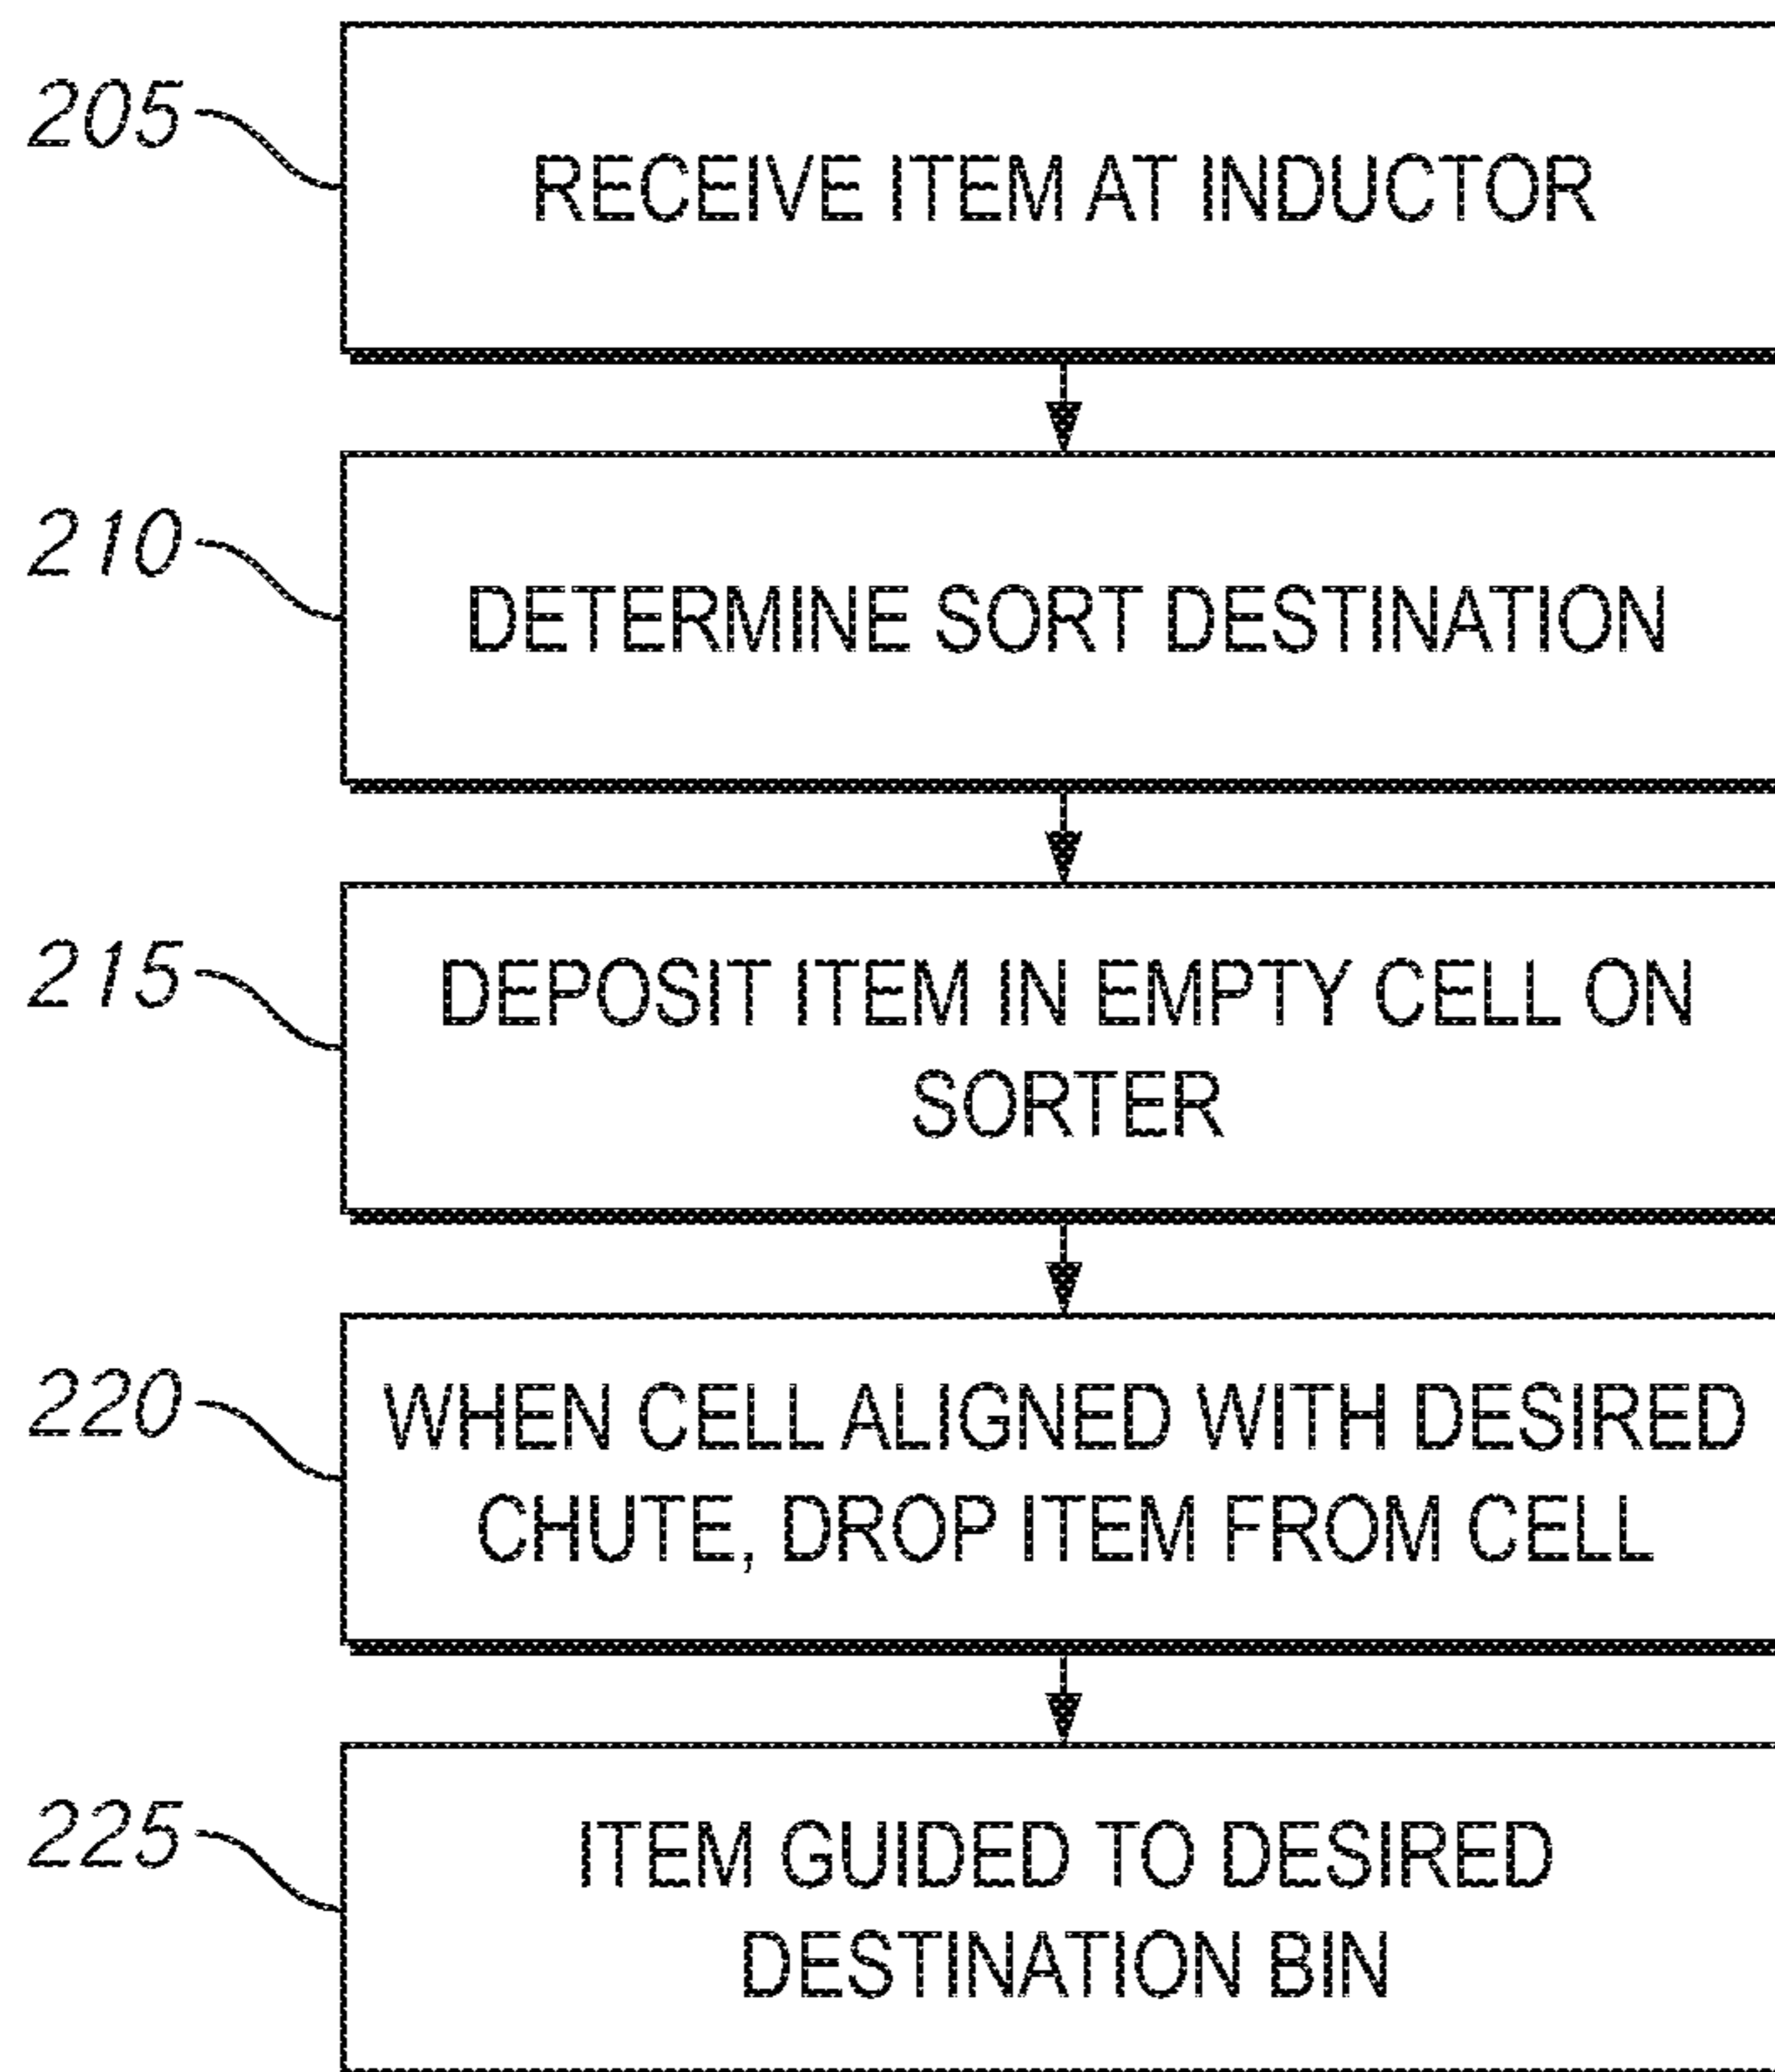 205
RECEIVE ITEM AT INDUCTOR
210
DETERMINE SORT DESTINATION
215
DEPOSIT ITEM IN EMPTY CELL ON
SORTER
220
WHEN CELL ALIGNED WITH DESIRED
CHUTE, DROP ITEM FROM CELL
225
ITEM GUIDED TO DESIRED
DESTINATION BIN